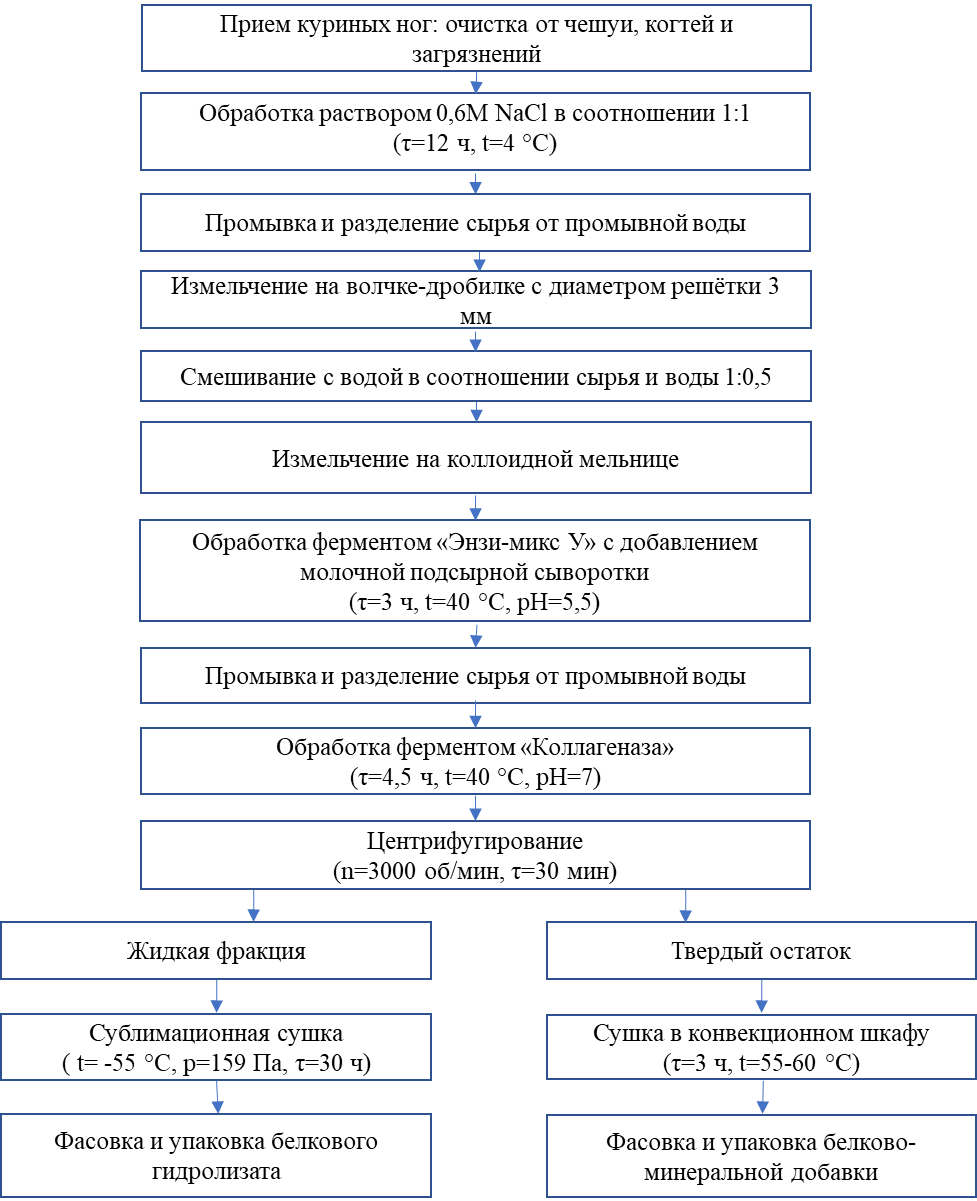 Прием куриных ног: очистка от чешуи, когтей и
загрязнений
Обработка раствором 0,6М NaCl в соотношении 1:1
(τ=12 ч, t=4 °C)
Промывка и разделение сырья от промывной воды
Измельчение на волчке-дробилке с диаметром решётки 3
мм
Смешивание с водой в соотношении сырья и воды 1:0,5
Измельчение на коллоидной мельнице
Обработка ферментом «Энзи-микс У» с добавлением
молочной подсырной сыворотки
(τ=3 ч, t=40 °C, pH=5,5)
Промывка и разделение сырья от промывной воды
Обработка ферментом «Коллагеназа»
(τ=4,5 ч, t=40 °C, pH=7)
Центрифугирование
(n=3000 об/мин, τ=30 мин)
Жидкая фракция
Твердый остаток
Сублимационная сушка
( t= -55 °C, p=159 Па, τ=30 ч)
Сушка в конвекционном шкафу
(τ=3 ч, t=55-60 °C)
Фасовка и упаковка белкового
гидролизата
Фасовка и упаковка белково-
минеральной добавки